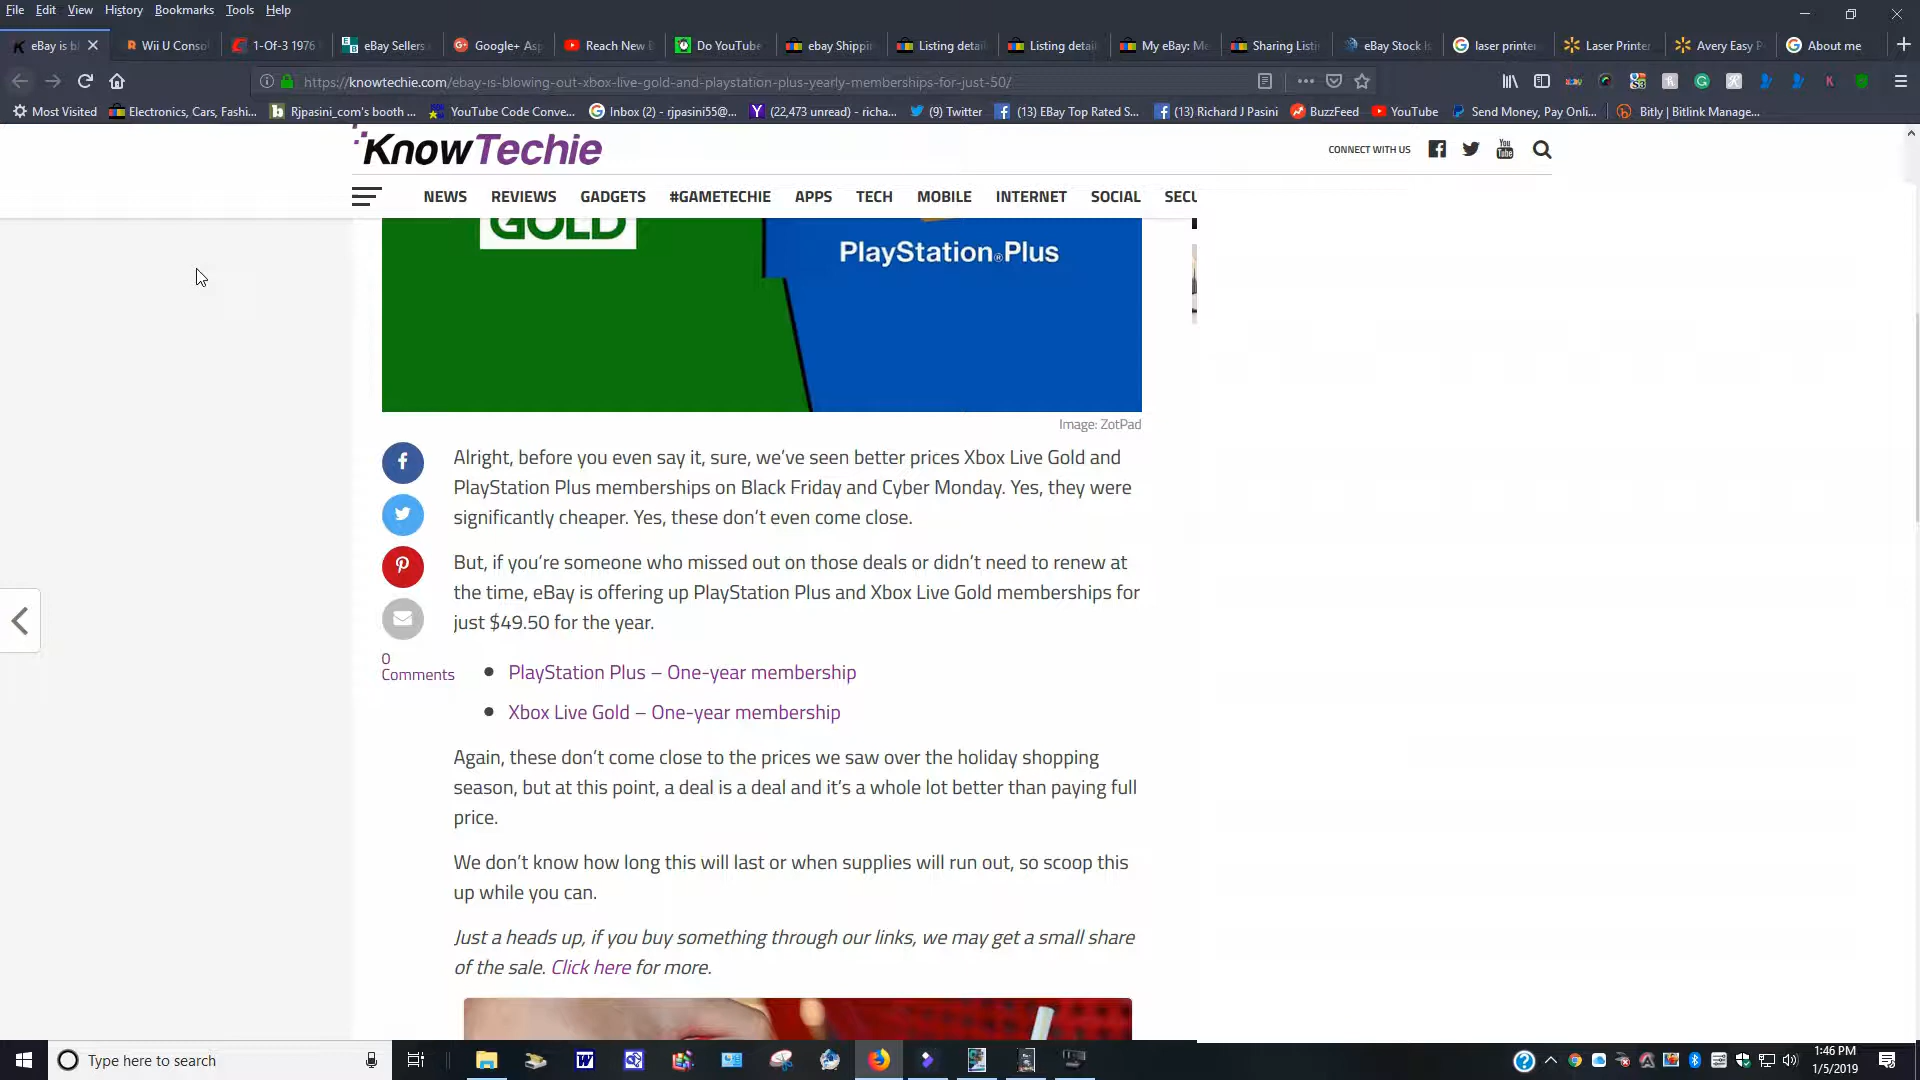 File Edit View History Bookmarks Tools Help
eBay is bl
Wii U Conso
1-Of-3 1976
eBay Sellers
Google+ Asp
Reach New
Do YouTube
ebay Shippin
Listing detai
Listing detai
My eBay: Me
Sharing Listi
eBay Stock Is
laser printer
Laser Printer
Avery Easy P
About me
https://knowtechie.com/ebay-is-blowing-out-xbox-live-gold-and-playstation-plus-yearly-memberships-for-just-50/
Most Visited
Electronics, Cars, Fashi...
Rjpasini_com's booth ...
YouTube Code Conve...
Inbox (2) - rjpasini55@...
(22,473 unread) - richa...
(9) Twitter
(13) EBay Top Rated S...
(13) Richard J Pasini
BuzzFeed
YouTube
Send Money, Pay Onli...
Bitly | Bitlink Manage...
KnowTechie
CONNECT WITH US
NEWS REVIEWS GADGETS #GAMETECHIE APPS TECH MOBILE INTERNET SOCIAL SECU
GOLD
PlayStation®Plus
Image: ZotPad
Alright, before you even say it, sure, we've seen better prices Xbox Live Gold and
PlayStation Plus memberships on Black Friday and Cyber Monday. Yes, they were
significantly cheaper. Yes, these don't even come close.
But, if you're someone who missed out on those deals or didn't need to renew at
the time, eBay is offering up PlayStation Plus and Xbox Live Gold memberships for
just $49.50 for the year.
0
Comments
PlayStation Plus – One-year membership
Xbox Live Gold – One-year membership
Again, these don't come close to the prices we saw over the holiday shopping
season, but at this point, a deal is a deal and it's a whole lot better than paying full
price.
We don't know how long this will last or when supplies will run out, so scoop this
up while you can.
Just a heads up, if you buy something through our links, we may get a small share
of the sale. Click here for more.
Type here to search
1:46 PM
1/5/2019